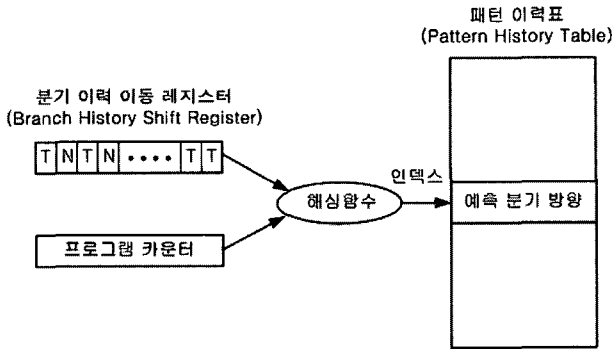 패턴 이력표
(Pattern History Table)
분기 이력 이동 레지스터
(Branch History Shift Register)
T N T N •••• T T
인덱스
해싱함수
예측 분기 방향
프로그램 카운터